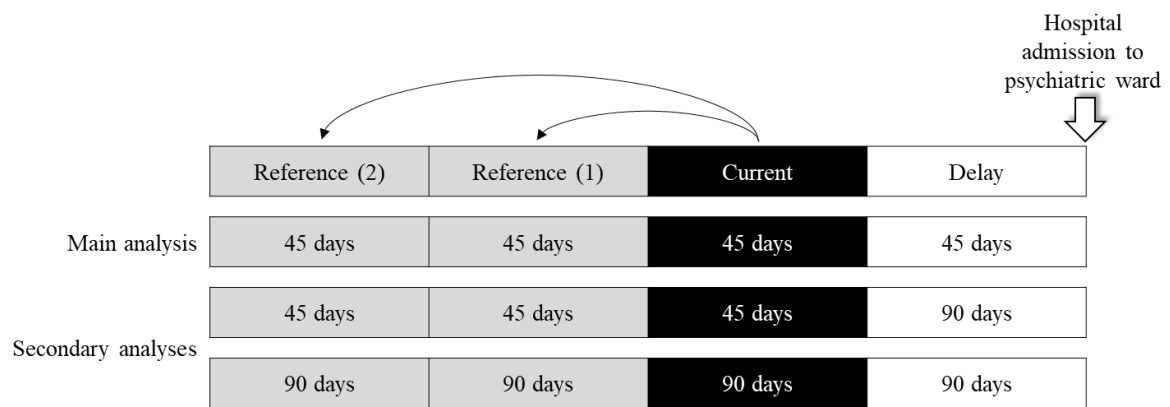 Hospital
admission to
psychiatric ward
Reference (2) Reference (1) Current Delay
Main analysis 45 days 45 days 45 days 45 days
45 days 45 days 45 days 90 days
Secondary analyses
90 days 90 days 90 days 90 days